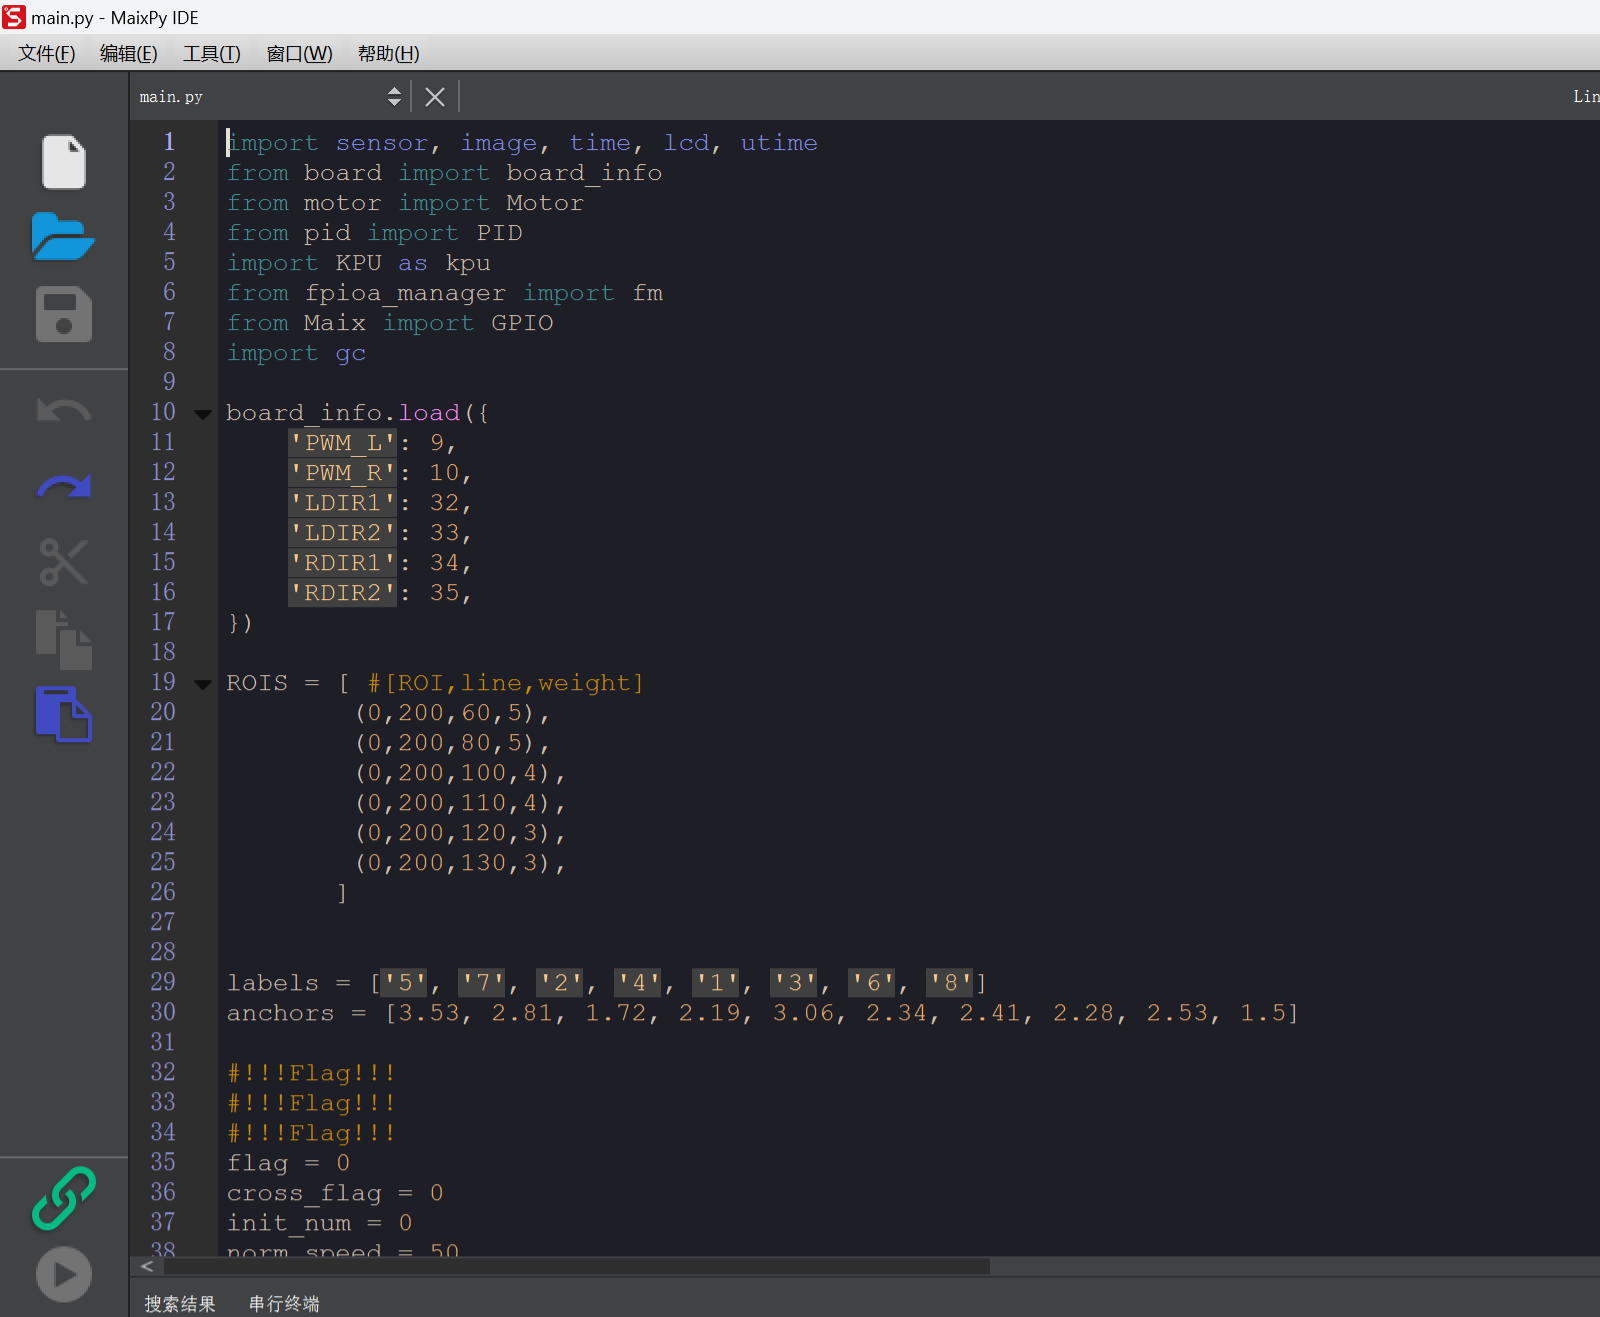 main.py - MaixPy IDE
文件(F) 编辑(E) 工具(T) 窗口(W) 帮助(H)
main.py
1 import sensor, image, time, lcd, utime
2 from board import board_info
3 from motor import Motor
4 from pid import PID
5 import KPU as kpu
6 from fpioa_manager import fm
7 from Maix import GPIO
8 import gc
9
10 board_info.load({
11 'PWM_L': 9,
12 'PWM_R': 10,
13 'LDIR1': 32,
14 'LDIR2': 33,
15 'RDIR1': 34,
16 'RDIR2': 35,
17 })
18
19 ROIS = [ #[ROI,line,weight]
20 (0,200,60,5),
21 (0,200,80,5),
22 (0,200,100,4),
23 (0,200,110,4),
24 (0,200,120,3),
25 (0,200,130,3),
26 ]
27
28
29 labels = ['5', '7', '2', '4', '1', '3', '6', '8']
30 anchors = [3.53, 2.81, 1.72, 2.19, 3.06, 2.34, 2.41, 2.28, 2.53, 1.5]
31
32 #!!!Flag!!!
33 #!!!Flag!!!
34 #!!!Flag!!!
35 flag = 0
36 cross_flag = 0
37 init_num = 0
38 norm_speed = 50
搜索结果 串行终端